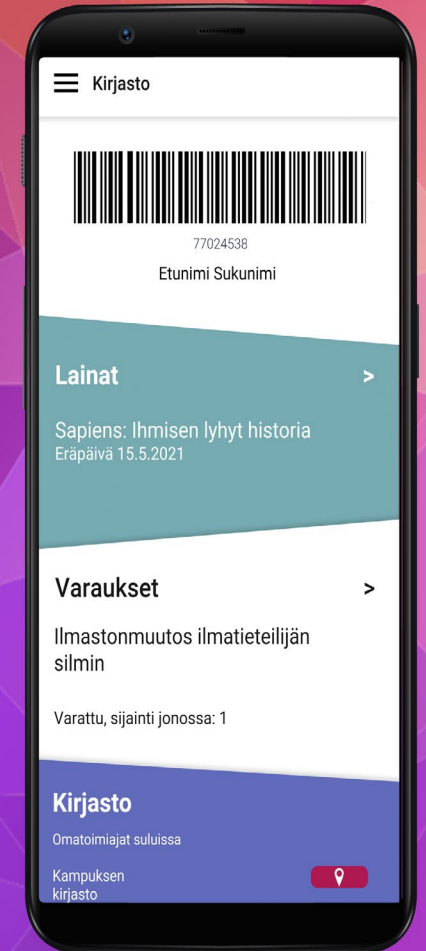 Kirjasto
77024538
Etunimi Sukunimi
Lainat >
Sapiens: Ihmisen lyhyt historia
Eräpäivä 15.5.2021
Varaukset >
Ilmastonmuutos ilmatieteilijän
silmin
Varattu, sijainti jonossa: 1
Kirjasto
Omatoimiajat suluissa
Kampuksen
kirjasto